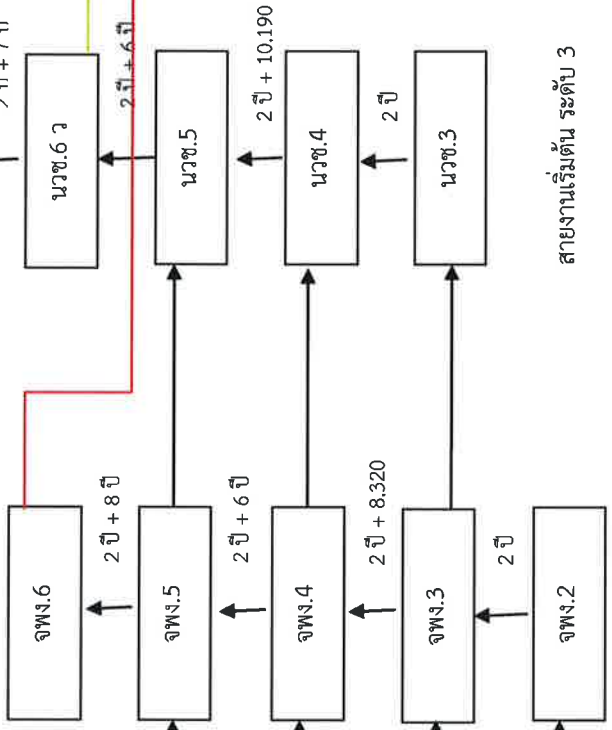 นวช.6 ว
2 ปี + 6 ปี
จพง.6
2 ปี + 8 ปี
นวช.5
2 ปี + 10.190
จพง.5
2 ปี + 6 ปี
นวช.4
2 ปี
จพง.4
2 ปี + 8.320
นวช.3
จพง.3
2 ปี
จพง.2
สายงานเริ่มต้น ระดับ 3